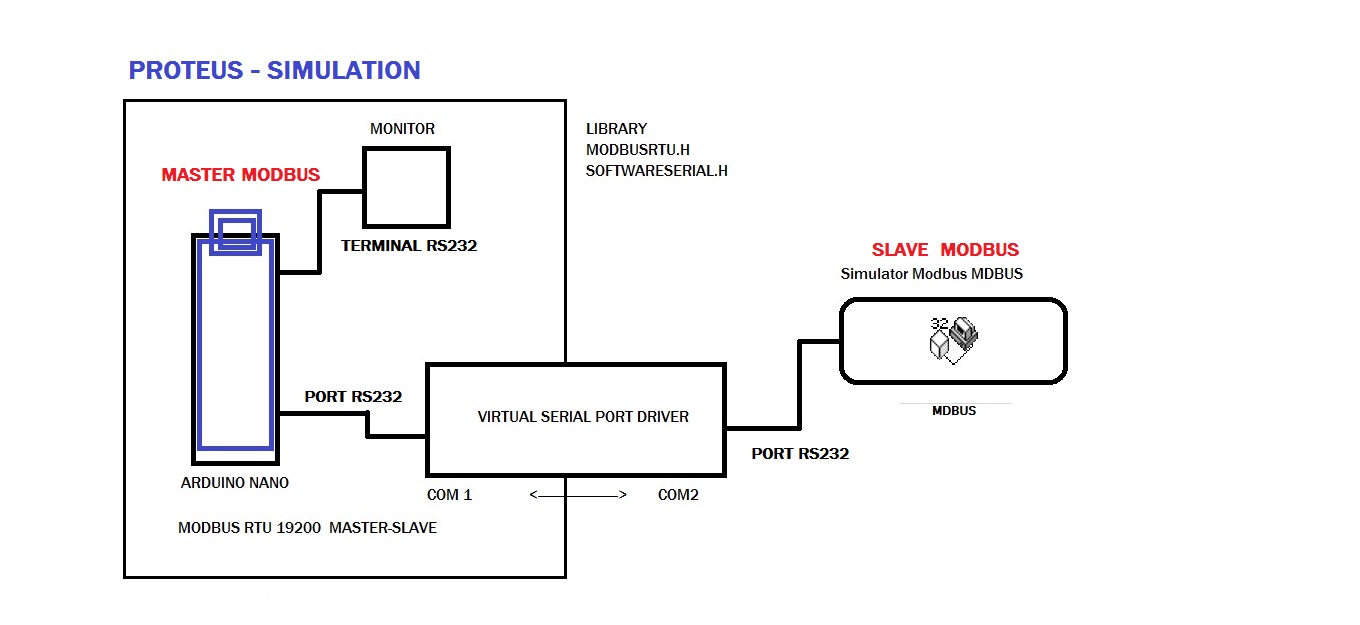 PROTEUS - SIMULATION
MONITOR
LIBRARY
MODBUSRTU.H
SOFTWARESERIAL.H
MASTER MODBUS
TERMINAL RS232
SLAVE MODBUS
Simulator Modbus MDBUS
32
PORT RS232
VIRTUAL SERIAL PORT DRIVER
MDBUS
PORT RS232
ARDUINO NANO
COM 1 <--------> COM2
MODBUS RTU 19200 MASTER-SLAVE